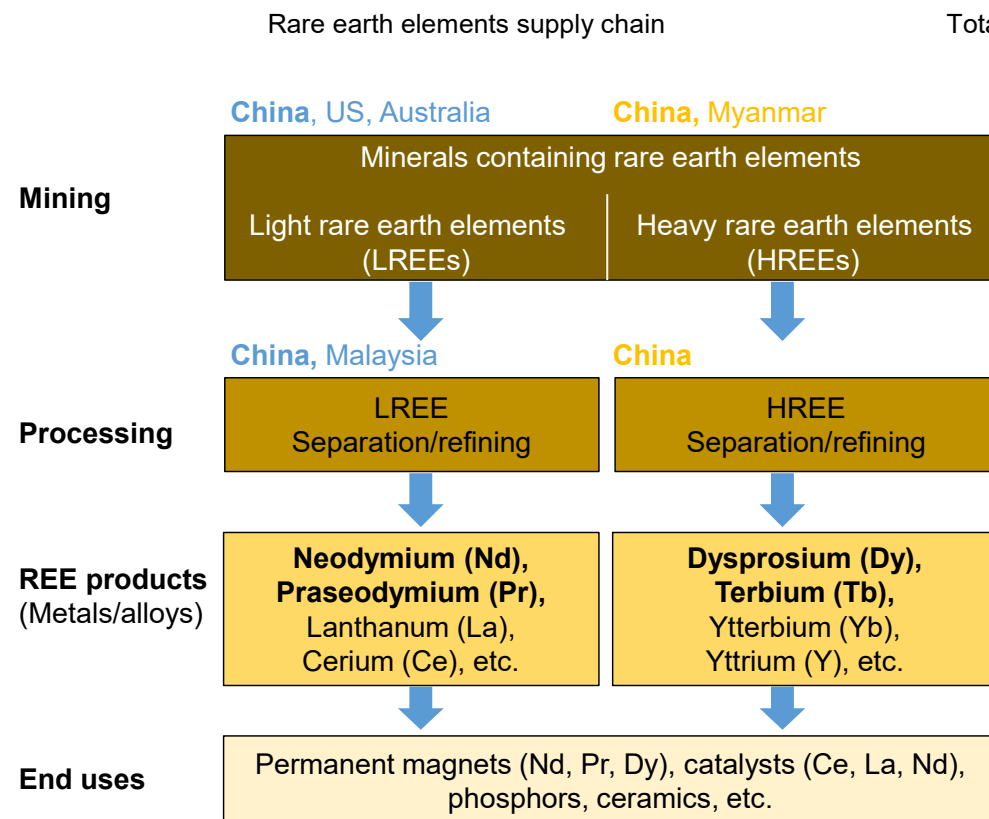 Rare earth elements supply chain
Tota
China, US, Australia
China, Myanmar
Mining
Minerals containing rare earth elements
Light rare earth elements
(LREEs)
Heavy rare earth elements
(HREEs)
China, Malaysia
China
Processing
LREE
Separation/refining
HREE
Separation/refining
REE products
(Metals/alloys)
Neodymium (Nd),
Praseodymium (Pr),
Lanthanum (La),
Cerium (Ce), etc.
Dysprosium (Dy),
Terbium (Tb),
Ytterbium (Yb),
Yttrium (Y), etc.
End uses
Permanent magnets (Nd, Pr, Dy), catalysts (Ce, La, Nd),
phosphors, ceramics, etc.